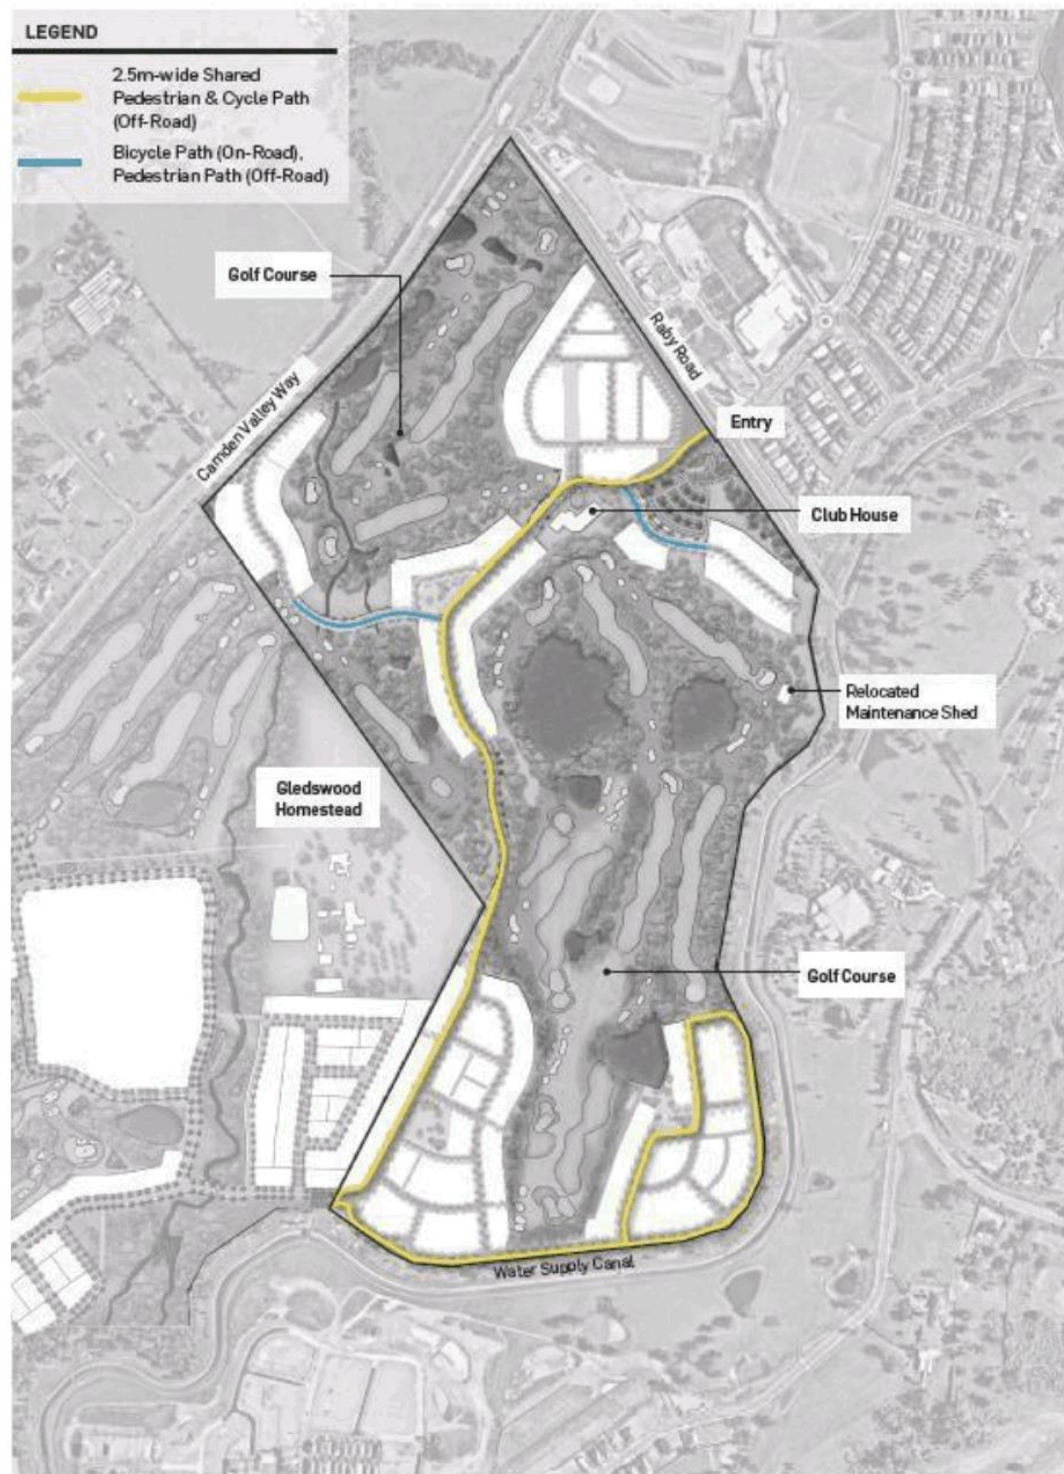 LEGEND
2.5m-wide Shared
Pedestrian & Cycle Path
(Off-Road)
Bicycle Path (On-Road),
Pedestrian Path (Off-Road)
Golf Course
Raby Road
Camden Valley Way
Entry
Club House
Relocated
Maintenance Shed
Gledswood
Homestead
Golf Course
Water Supply Canal